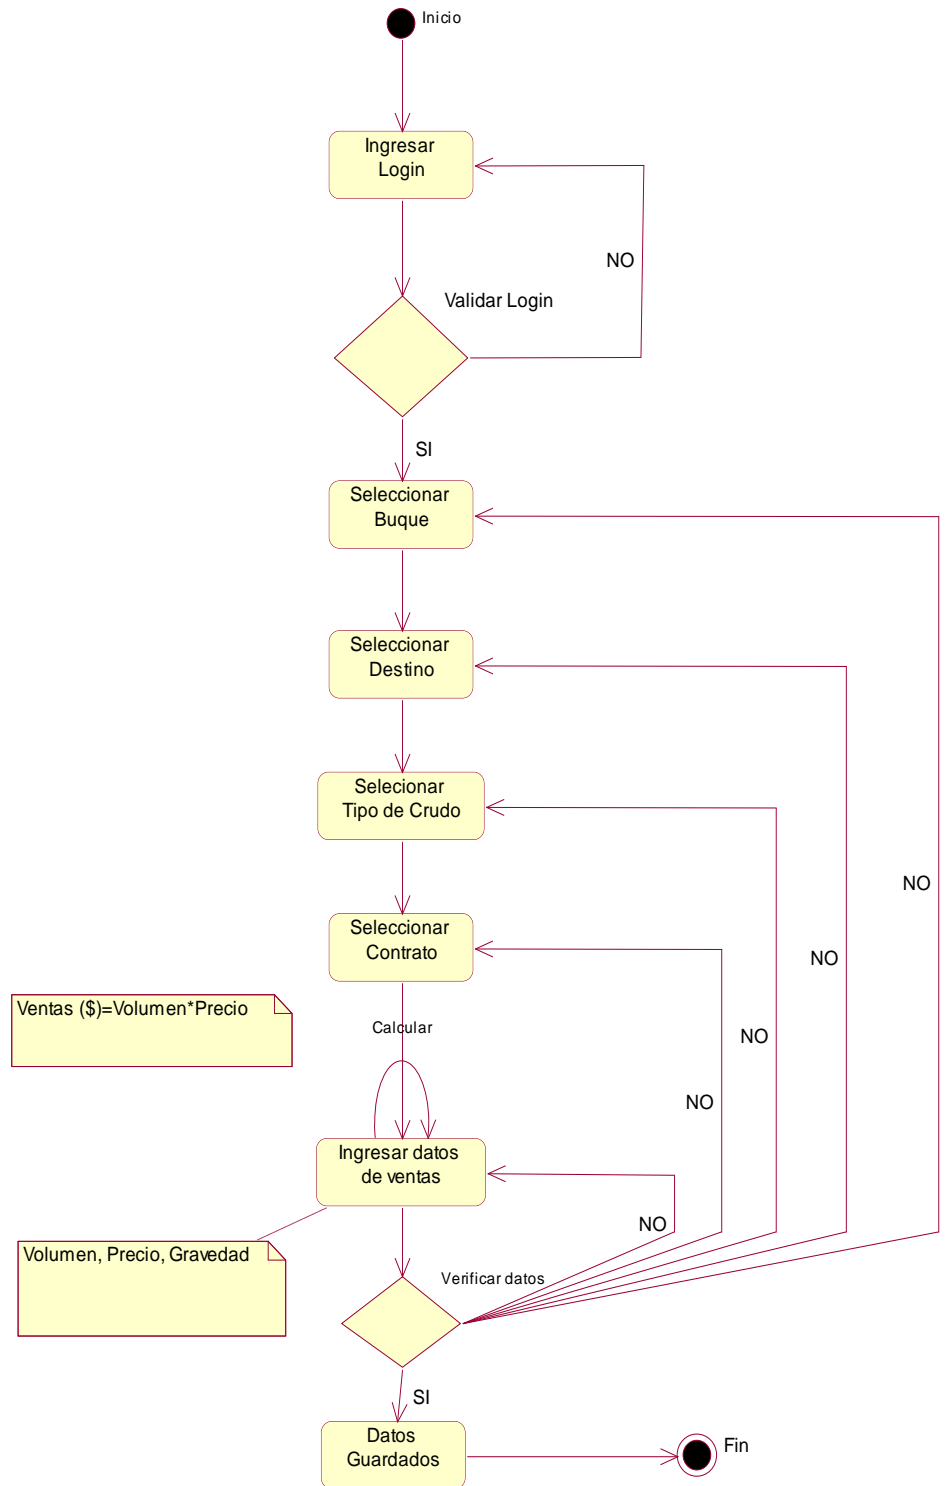 Inicio
Ingresar
Login
NO
Validar Login
SI
Seleccionar
Buque
Seleccionar
Destino
Selecionar
Tipo de Crudo
NO
Seleccionar
Contrato
NO
Ventas ($)=Volumen*Precio
Calcular
NO
NO
Ingresar datos
de ventas
NO
Volumen, Precio, Gravedad
Verificar datos
SI
Datos
Guardados
Fin